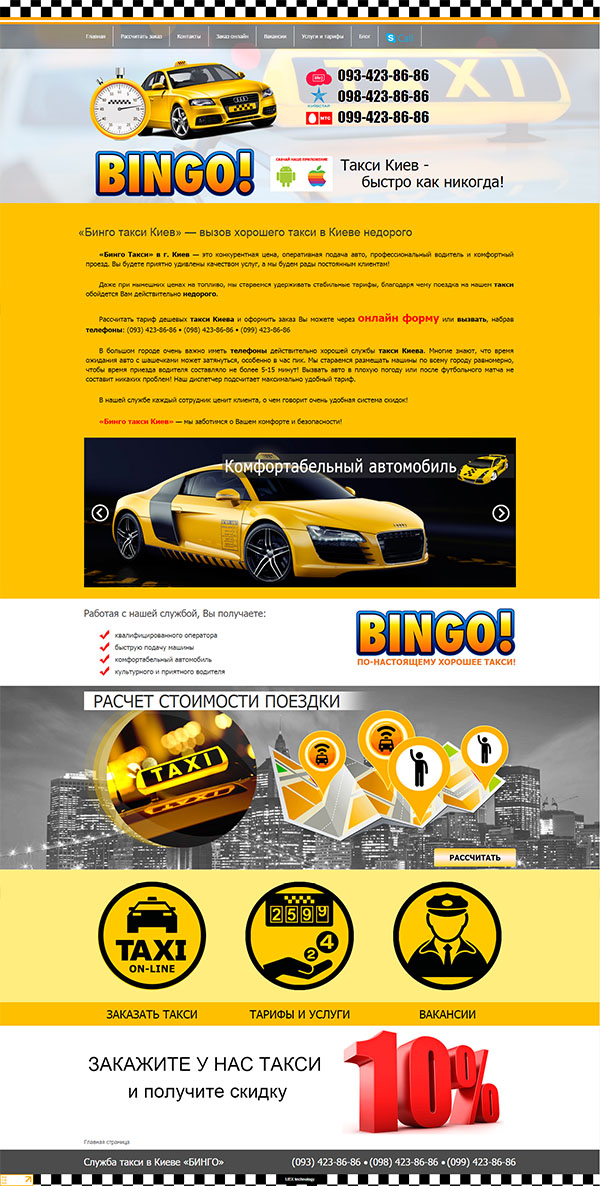 Главная Рассчитать заказ Контакты Заказ онлайн Вакансии Услуги и тарифы Блог
TAXI
life:) 093-423-86-86
КИЕВСТАР 098-423-86-86
МТС 099-423-86-86
BINGO!
СКАЧАЙ НАШЕ ПРИЛОЖЕНИЕ
Такси Киев -
быстро как никогда!
«Бинго такси Киев» — вызов хорошего такси в Киеве недорого
«Бинго Такси» в г. Киев — это конкурентная цена, оперативная подача авто, профессиональный водитель и комфортный
проезд. Вы будете приятно удивлены качеством услуг, а мы будем рады постоянным клиентам!
Даже при нынешних ценах на топливо, мы стараемся удерживать стабильные тарифы, благодаря чему поездка на нашем такси
обойдется Вам действительно недорого.
Рассчитать тариф дешевых такси Киева и оформить заказ Вы можете через онлайн форму или вызвать, набрав
телефоны: (093) 423-86-86 • (098) 423-86-86 • (099) 423-86-86
В большом городе очень важно иметь телефоны действительно хорошей службы такси Киева. Многие знают, что время
ожидания авто с шашечками может затянуться, особенно в час пик. Мы стараемся размещать машины по всему городу равномерно,
чтобы время приезда водителя составляло не более 5-15 минут! Вызвать авто в плохую погоду или после футбольного матча не
составит никаких проблем! Наш диспетчер подсчитает максимально удобный тариф.
В нашей службе каждый сотрудник ценит клиента, о чем говорит очень удобная система скидок!
«Бинго такси Киев» — мы заботимся о Вашем комфорте и безопасности!
Комфортабельный автомобиль
Работая с нашей службой, Вы получаете:
квалифицированного оператора
быструю подачу машины
комфортабельный автомобиль
культурного и приятного водителя
BINGO!
ПО-НАСТОЯЩЕМУ ХОРОШЕЕ ТАКСИ!
РАСЧЕТ СТОИМОСТИ ПОЕЗДКИ
TAXI
РАССЧИТАТЬ
TAXI
ON-LINE
2599
2 4
ЗАКАЗАТЬ ТАКСИ ТАРИФЫ И УСЛУГИ ВАКАНСИИ
ЗАКАЖИТЕ У НАС ТАКСИ
и получите скидку
10%
Главная страница
Служба такси в Киеве «БИНГО» (093) 423-86-86 • (098) 423-86-86 • (099) 423-86-86
UEX technology